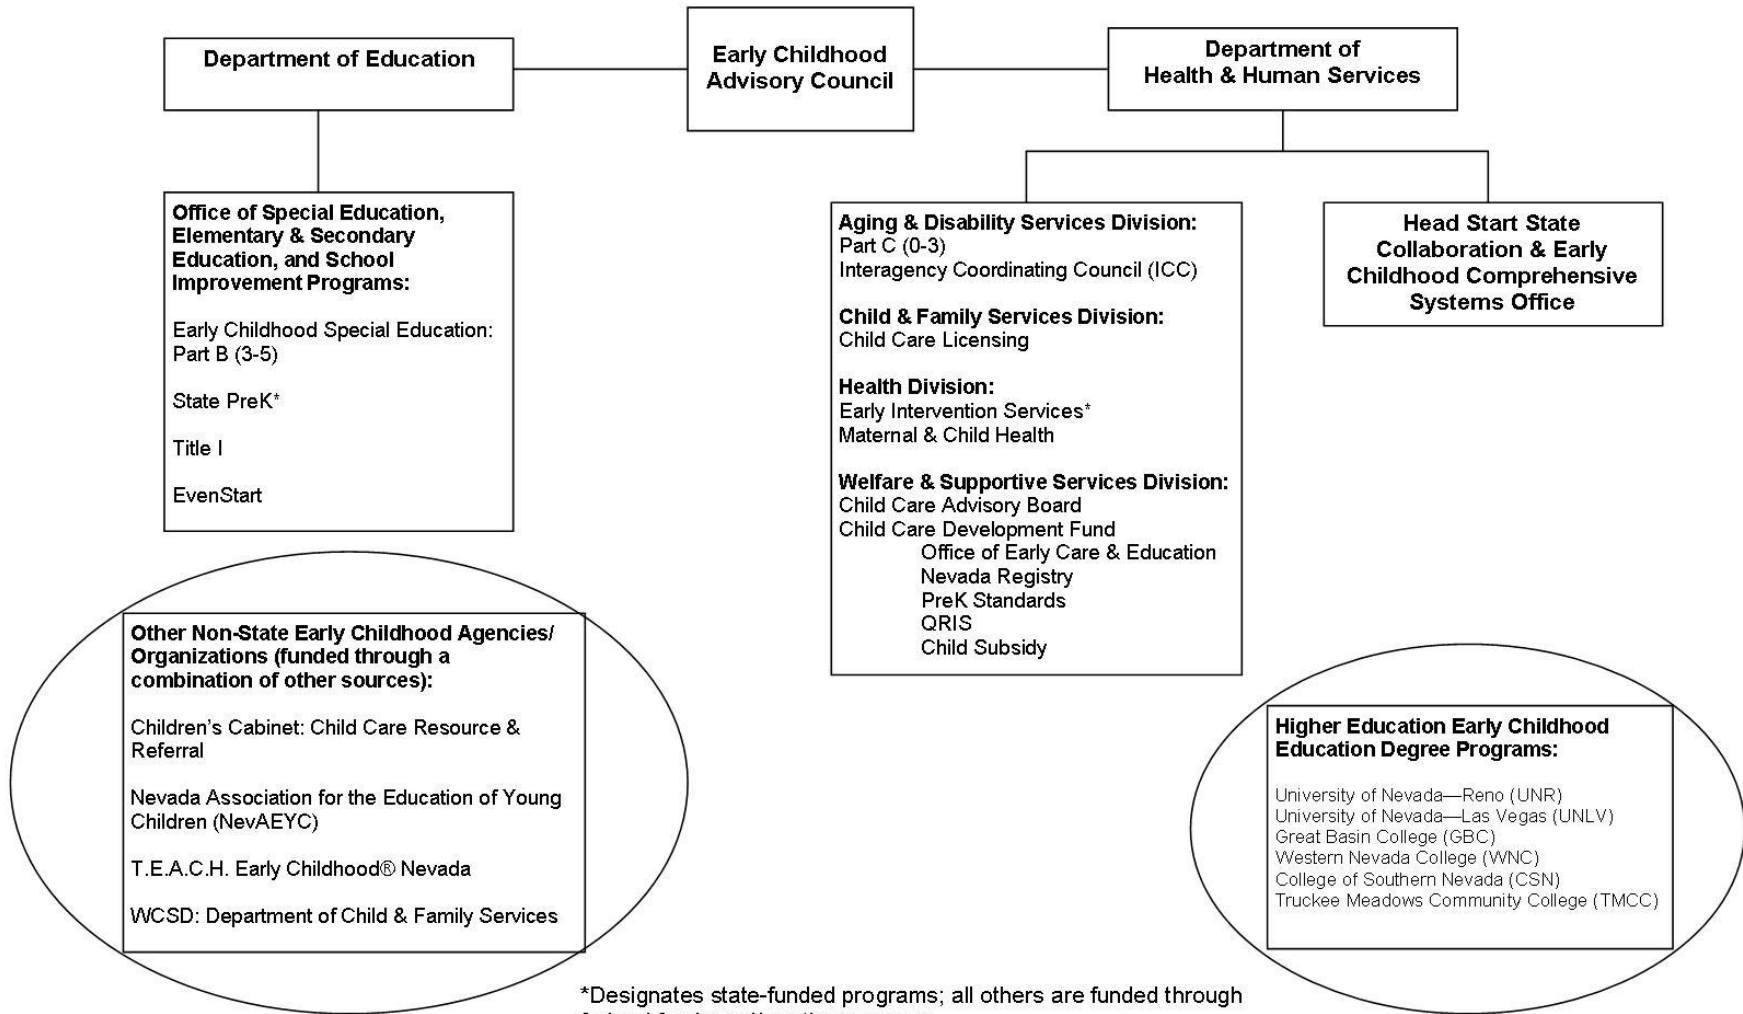 Department of Education
Early Childhood
Advisory Council
Department of
Health & Human Services
Office of Special Education,
Elementary & Secondary
Education, and School
Improvement Programs:
Early Childhood Special Education:
Part B (3-5)
State PreK*
Title I
EvenStart
Aging & Disability Services Division:
Part C (0-3)
Interagency Coordinating Council (ICC)
Child & Family Services Division:
Child Care Licensing
Health Division:
Early Intervention Services*
Maternal & Child Health
Welfare & Supportive Services Division:
Child Care Advisory Board
Child Care Development Fund
Office of Early Care & Education
Nevada Registry
PreK Standards
QRIS
Child Subsidy
Head Start State
Collaboration & Early
Childhood Comprehensive
Systems Office
Other Non-State Early Childhood Agencies/
Organizations (funded through a
combination of other sources):
Children's Cabinet: Child Care Resource &
Referral
Nevada Association for the Education of Young
Children (NevAEYC)
T.E.A.C.H. Early Childhood® Nevada
WCSD: Department of Child & Family Services
Higher Education Early Childhood
Education Degree Programs:
University of Nevada—Reno (UNR)
University of Nevada—Las Vegas (UNLV)
Great Basin College (GBC)
Western Nevada College (WNC)
College of Southern Nevada (CSN)
Truckee Meadows Community College (TMCC)
*Designates state-funded programs; all others are funded through